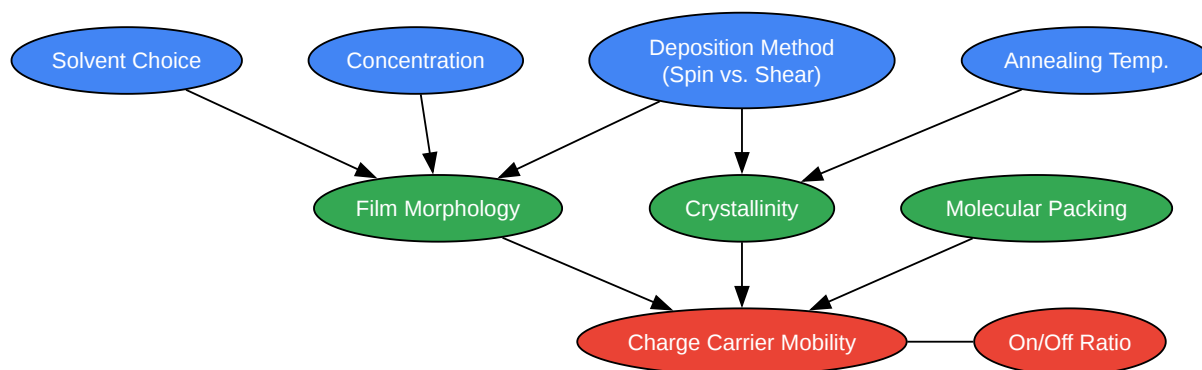 Solvent Choice
Concentration
Deposition Method
(Spin vs. Shear)
Annealing Temp.
Film Morphology
Crystallinity
Molecular Packing
Charge Carrier Mobility
On/Off Ratio